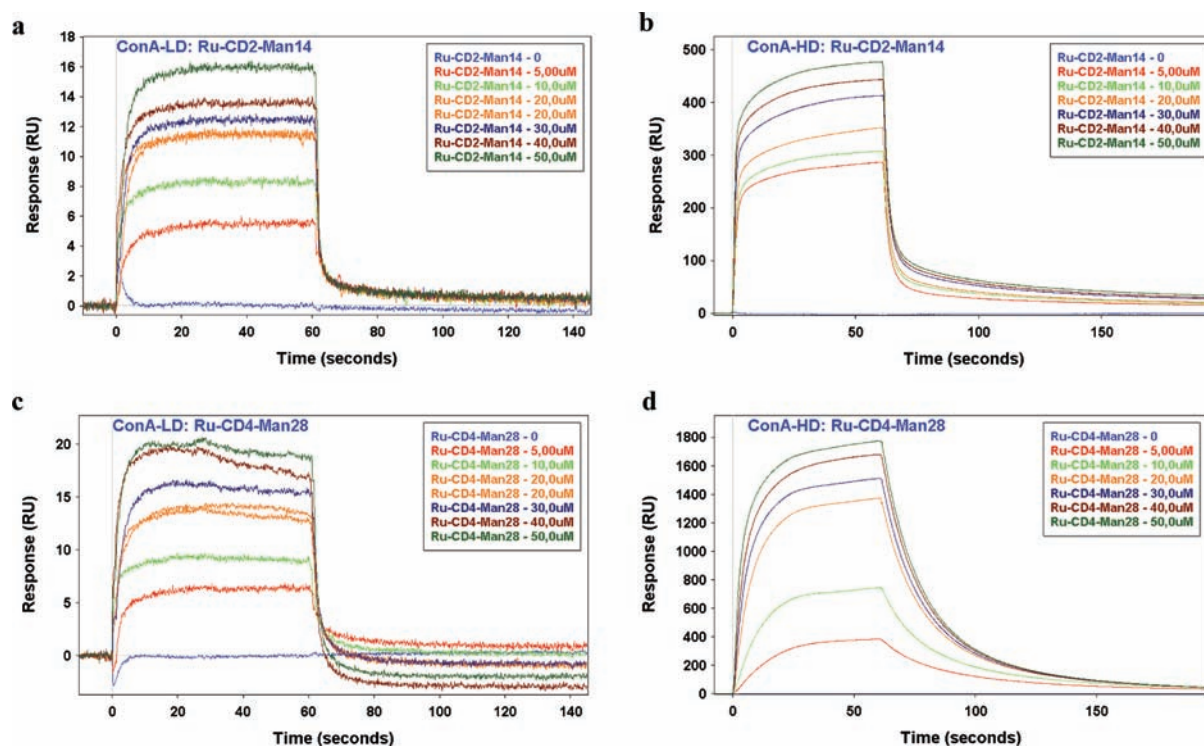 a
ConA-LD: Ru-CD2-Man14
Ru-CD2-Man14 - 0
Ru-CD2-Man14 - 5,00uM
Ru-CD2-Man14 - 10,0uM
Ru-CD2-Man14 - 20,0uM
Ru-CD2-Man14 - 20,0uM
Ru-CD2-Man14 - 30,0uM
Ru-CD2-Man14 - 40,0uM
Ru-CD2-Man14 - 50,0uM
Response (RU)
18
16
14
12
10
8
6
4
2
0
0 20 40 60 80 100 120 140
Time (seconds)
b
ConA-HD: Ru-CD2-Man14
Ru-CD2-Man14 - 0
Ru-CD2-Man14 - 5,00uM
Ru-CD2-Man14 - 10,0uM
Ru-CD2-Man14 - 20,0uM
Ru-CD2-Man14 - 30,0uM
Ru-CD2-Man14 - 40,0uM
Ru-CD2-Man14 - 50,0uM
Response (RU)
500
400
300
200
100
0
0 50 100 150
Time (seconds)
c
ConA-LD: Ru-CD4-Man28
Ru-CD4-Man28 - 0
Ru-CD4-Man28 - 5,00uM
Ru-CD4-Man28 - 10,0uM
Ru-CD4-Man28 - 20,0uM
Ru-CD4-Man28 - 20,0uM
Ru-CD4-Man28 - 30,0uM
Ru-CD4-Man28 - 40,0uM
Ru-CD4-Man28 - 50,0uM
Response (RU)
20
15
10
5
0
0 20 40 60 80 100 120 140
Time (seconds)
d
ConA-HD: Ru-CD4-Man28
Ru-CD4-Man28 - 0
Ru-CD4-Man28 - 5,00uM
Ru-CD4-Man28 - 10,0uM
Ru-CD4-Man28 - 20,0uM
Ru-CD4-Man28 - 30,0uM
Ru-CD4-Man28 - 40,0uM
Ru-CD4-Man28 - 50,0uM
Response (RU)
1800
1600
1400
1200
1000
800
600
400
200
0
0 50 100 150
Time (seconds)